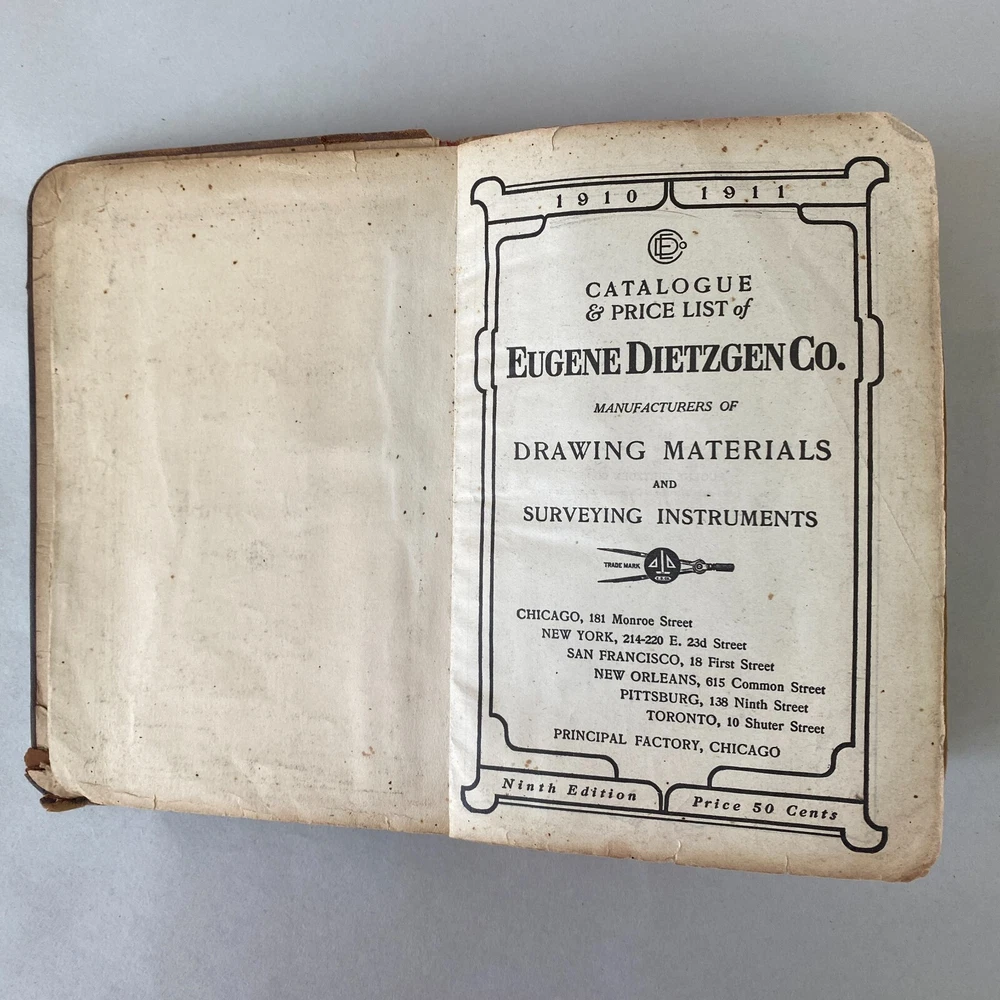 1910 1911
CATALOGUE
& PRICE LIST of
EUGENE DIETZGEN CO.
MANUFACTURERS OF
DRAWING MATERIALS
AND
SURVEYING INSTRUMENTS
TRADE MARK
CHICAGO, 181 Monroe Street
NEW YORK, 214-220 E. 23d Street
SAN FRANCISCO, 18 First Street
NEW ORLEANS, 615 Common Street
PITTSBURG, 138 Ninth Street
TORONTO, 10 Shuter Street
PRINCIPAL FACTORY, CHICAGO
Ninth Edition Price 50 Cents